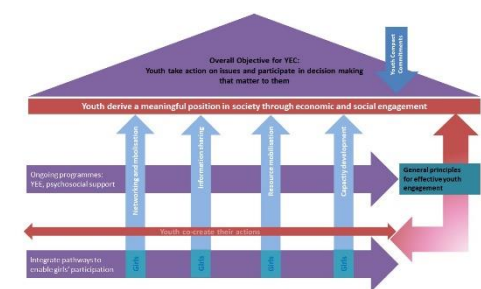 Overall Objective for YEC:
Youth take action on issues and participate in decision making
that matter to them
Youth Compact
Commitments
Youth derive a meaningful position in society through economic and social engagement
Networking and mbolisation
Information sharing
Resource mobilisation
Capactiy development
Ongoing programmes:
YEE, psychosocial support
General principles
for effective youth
engagement
Youth co-create their actions
Integrate pathways to
enable girls' participation
Girls
Girls
Girls
Girls